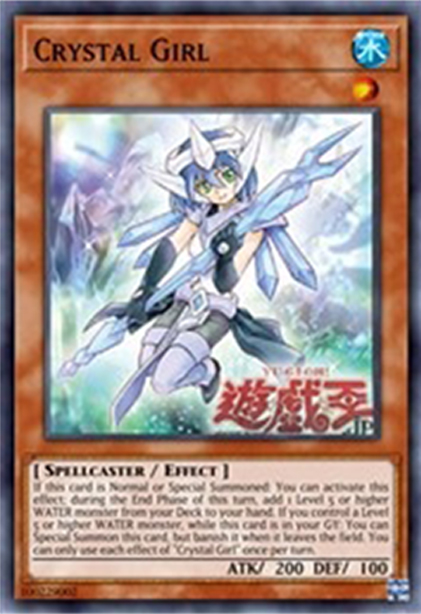 CRYSTAL GIRL
水
YU-GI-OH!
遊戯王
.JP
[ SPELLCASTER / EFFECT ]
If this card is Normal or Special Summoned: You can activate this
effect; during the End Phase of this turn, add 1 Level 5 or higher
WATER monster from your Deck to your hand. If you control a Level
5 or higher WATER monster, while this card is in your GY: You can
Special Summon this card, but banish it when it leaves the field. You
can only use each effect of "Crystal Girl" once per turn.
ATK/ 200 DEF/ 100
100229002